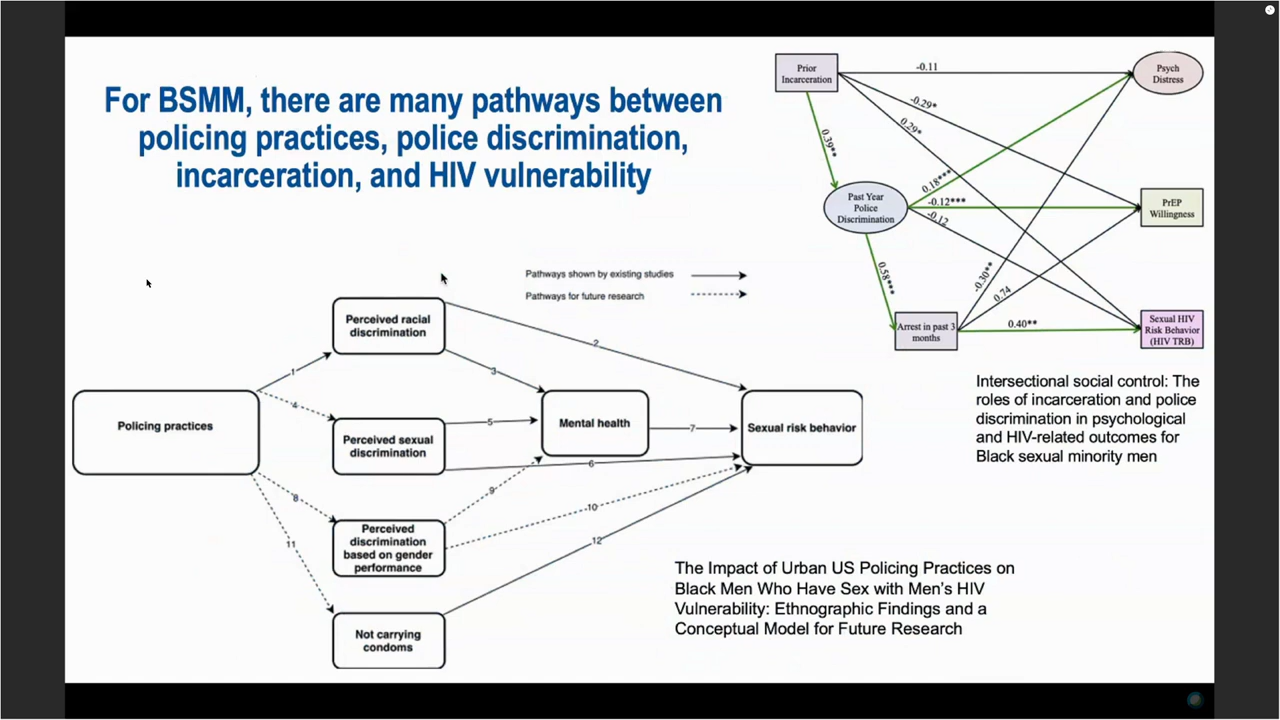 For BSMM, there are many pathways between
policing practices, police discrimination,
incarceration, and HIV vulnerability
Prior
Incarceration
-0.11
Psych
Distress
-0.29*
0.29*
0.39**
0.18***
Past Year
Police
Discrimination
-0.12***
-0.12
PrEP
Willingness
0.58***
-0.30**
0.74
Arrest in past 3
months
0.40**
Sexual HIV
Risk Behavior
(HIV TRB)
Intersectional social control: The
roles of incarceration and police
discrimination in psychological
and HIV-related outcomes for
Black sexual minority men
Pathways shown by existing studies
Pathways for future research
Perceived racial
discrimination
2
1
3
4
Policing practices
Perceived sexual
discrimination
5
Mental health
7
Sexual risk behavior
6
8
9
10
11
12
Perceived
discrimination
based on gender
performance
Not carrying
condoms
The Impact of Urban US Policing Practices on
Black Men Who Have Sex with Men's HIV
Vulnerability: Ethnographic Findings and a
Conceptual Model for Future Research